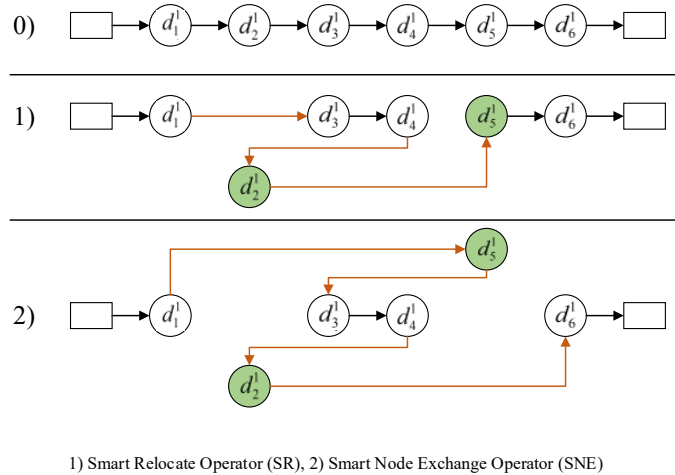 0) d₁¹ d₂¹ d₃¹ d₄¹ d₅¹ d₆¹
1) d₁¹ d₃¹ d₄¹ d₅¹ d₆¹
d₂¹
d₅¹
2) d₁¹ d₃¹ d₄¹ d₆¹
d₂¹
1) Smart Relocate Operator (SR), 2) Smart Node Exchange Operator (SNE)